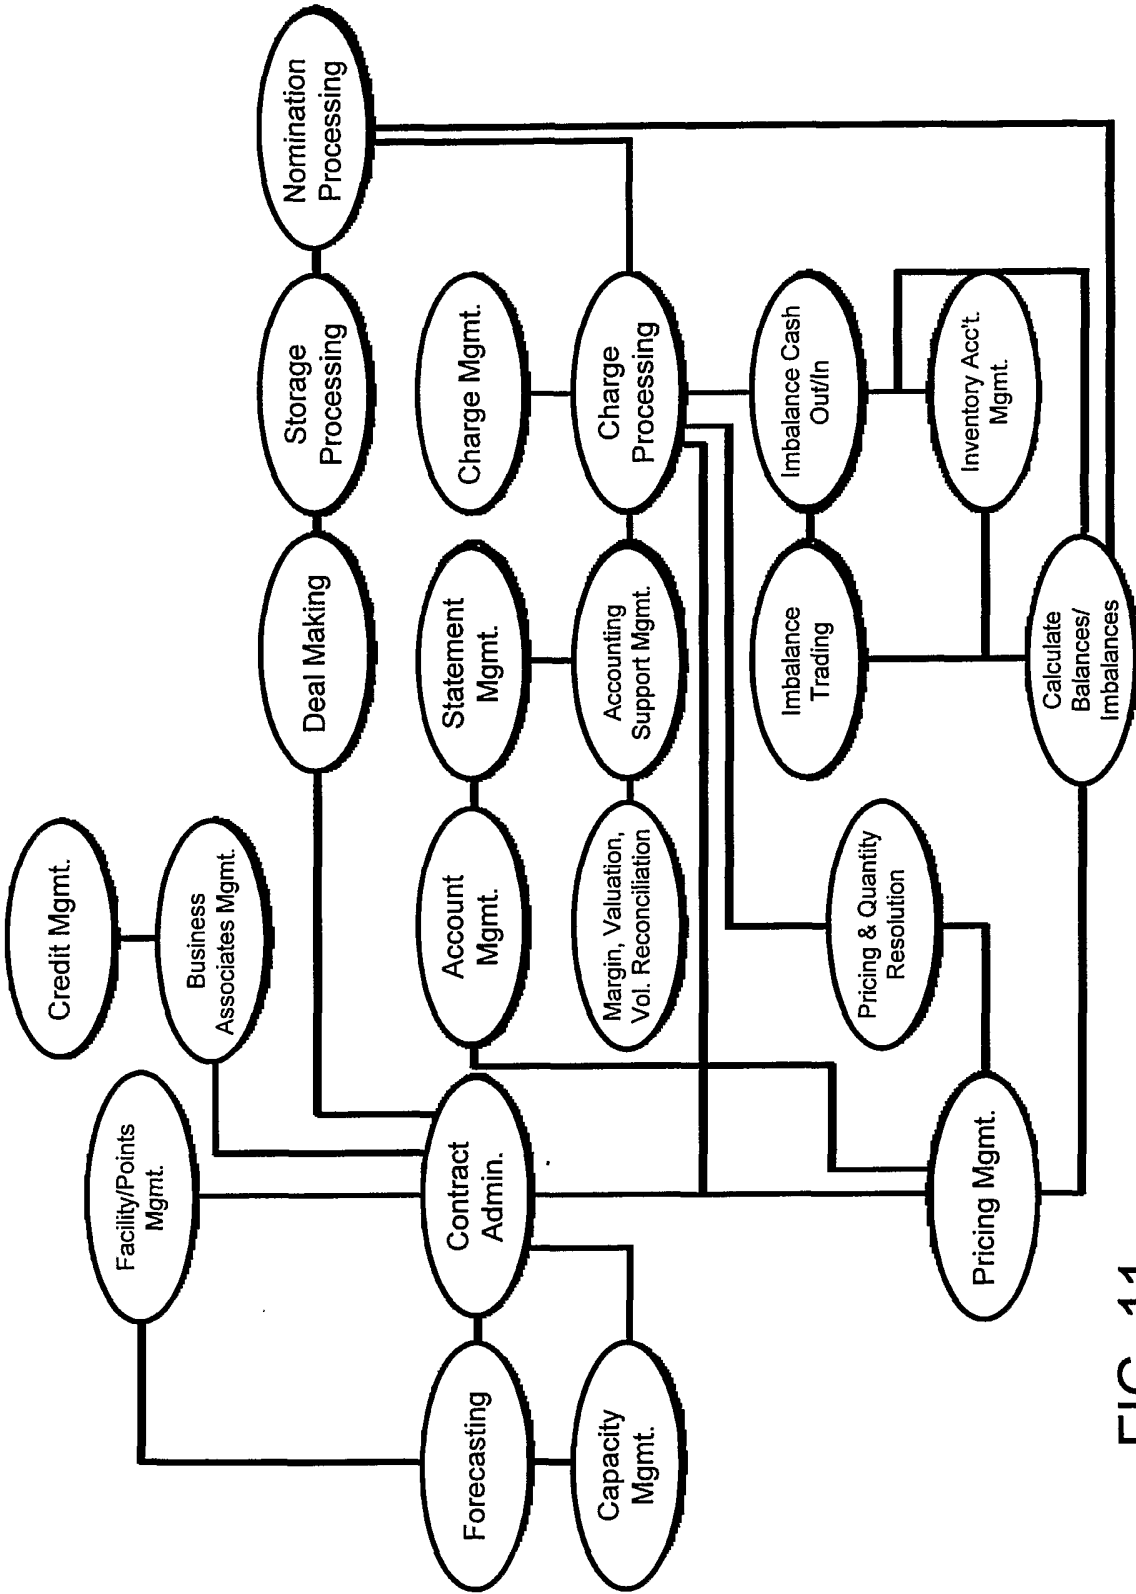 Credit Mgmt.
Business
Associates Mgmt.
Facility/Points
Mgmt.
Deal Making
Storage
Processing
Nomination
Processing
Forecasting
Contract
Admin.
Account
Mgmt.
Statement
Mgmt.
Charge Mgmt.
Capacity
Mgmt.
Margin, Valuation,
Vol. Reconciliation
Accounting
Support Mgmt.
Charge
Processing
Pricing & Quantity
Resolution
Imbalance
Trading
Imbalance Cash
Out/In
Pricing Mgmt.
Inventory Acc't.
Mgmt.
Calculate
Balances/
Imbalances
FIG. 11